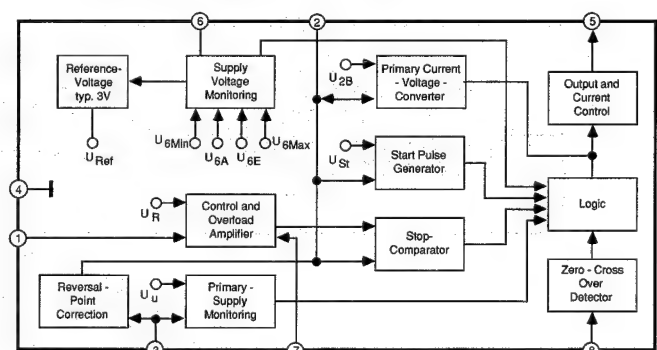 6
2
5
Reference-
Voltage
typ. 3V
Supply
Voltage
Monitoring
U2B
Primary Current
- Voltage -
Converter
Output and
Current
Control
URef
U6Min
U6A
U6E
U6Max
USt
Start Pulse
Generator
4
UR
Control and
Overload
Amplifier
Stop-
Comparator
Logic
1
Reversal -
Point
Correction
Uu
Primary -
Supply
Monitoring
Zero - Cross
Over
Detector